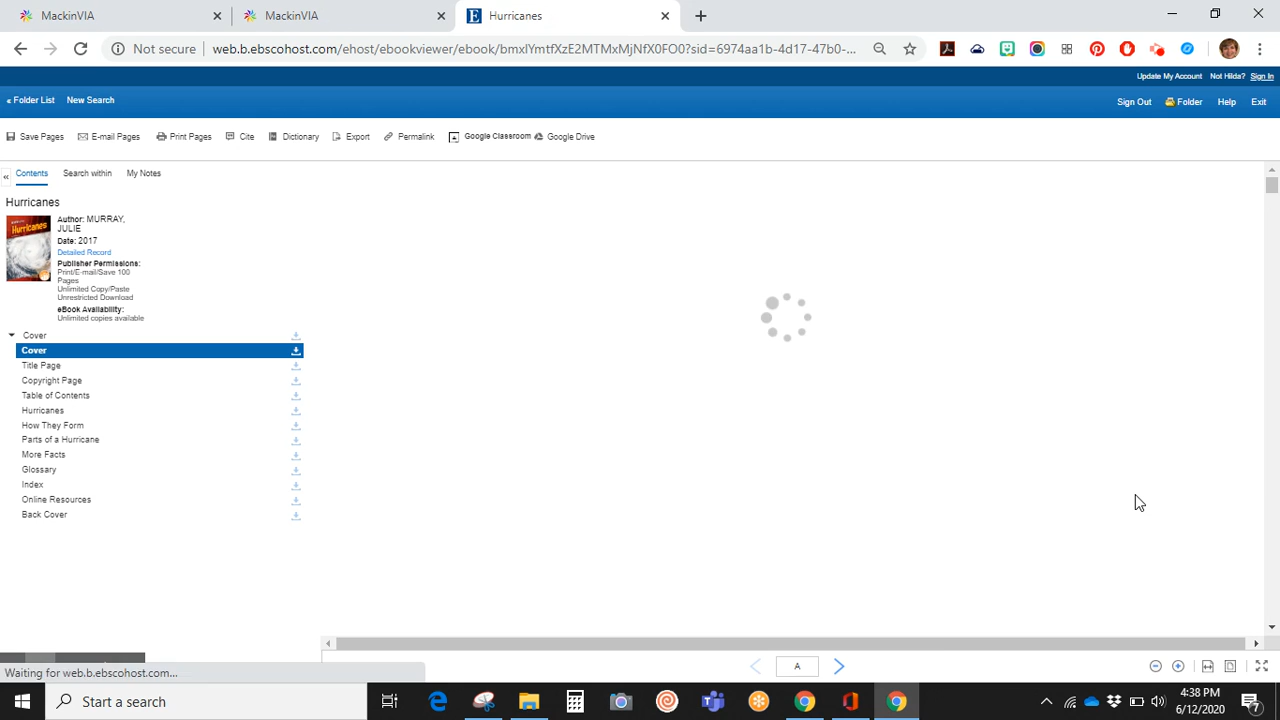 MackinVIA
MackinVIA
Hurricanes
Not secure
web.b.ebscohost.com/ehost/ebookviewer/ebook/bmxlYmtfXzE2MTMxMjNfX0FO0?sid=6974aa1b-4d17-47b0-...
Update My Account Not Hilda? Sign In
« Folder List New Search
Sign Out Folder Help Exit
Save Pages E-mail Pages Print Pages Cite Dictionary Export Permalink Google Classroom Google Drive
« Contents Search within My Notes
Hurricanes
Hurricanes
Author: MURRAY,
JULIE
Date: 2017
Detailed Record
Publisher Permissions:
Print/E-mail/Save 100
Pages
Unlimited Copy/Paste
Unrestricted Download
eBook Availability:
Unlimited copies available
Cover
Cover
Title Page
Copyright Page
Table of Contents
Hurricanes
How They Form
Parts of a Hurricane
More Facts
Glossary
Index
Online Resources
Back Cover
A
Waiting for web.b.ebscohost.com...
Start a search
4:38 PM
6/12/2020
7